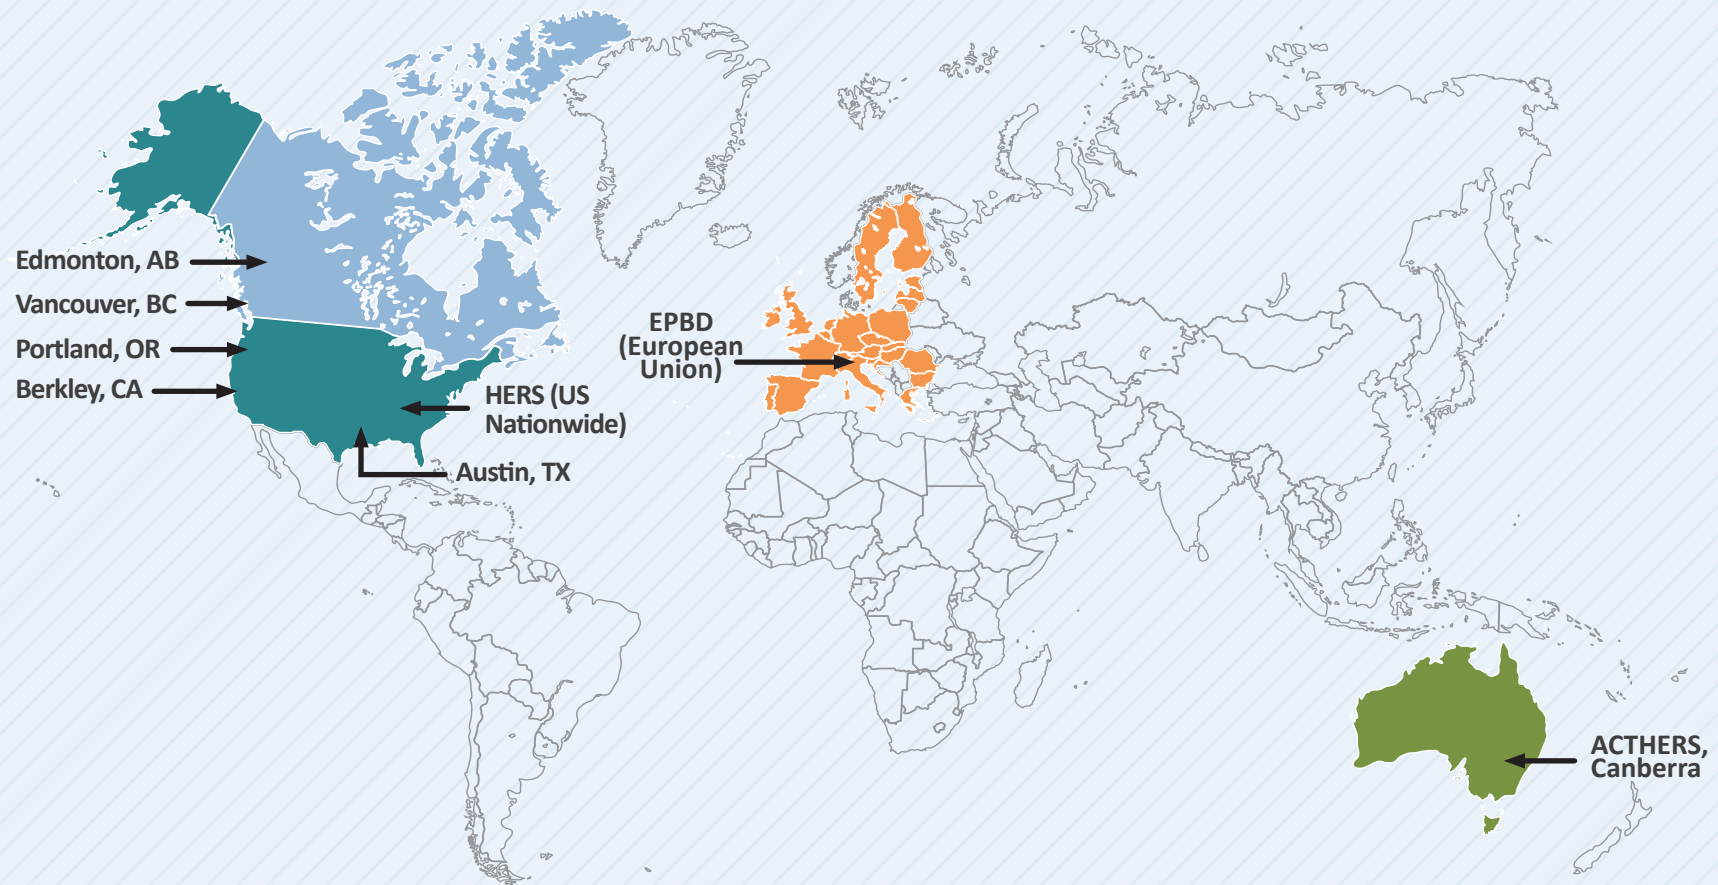 Edmonton, AB
Vancouver, BC
Portland, OR
Berkley, CA
HERS (US
Nationwide)
Austin, TX
EPBD
(European
Union)
ACTHERS,
Canberra